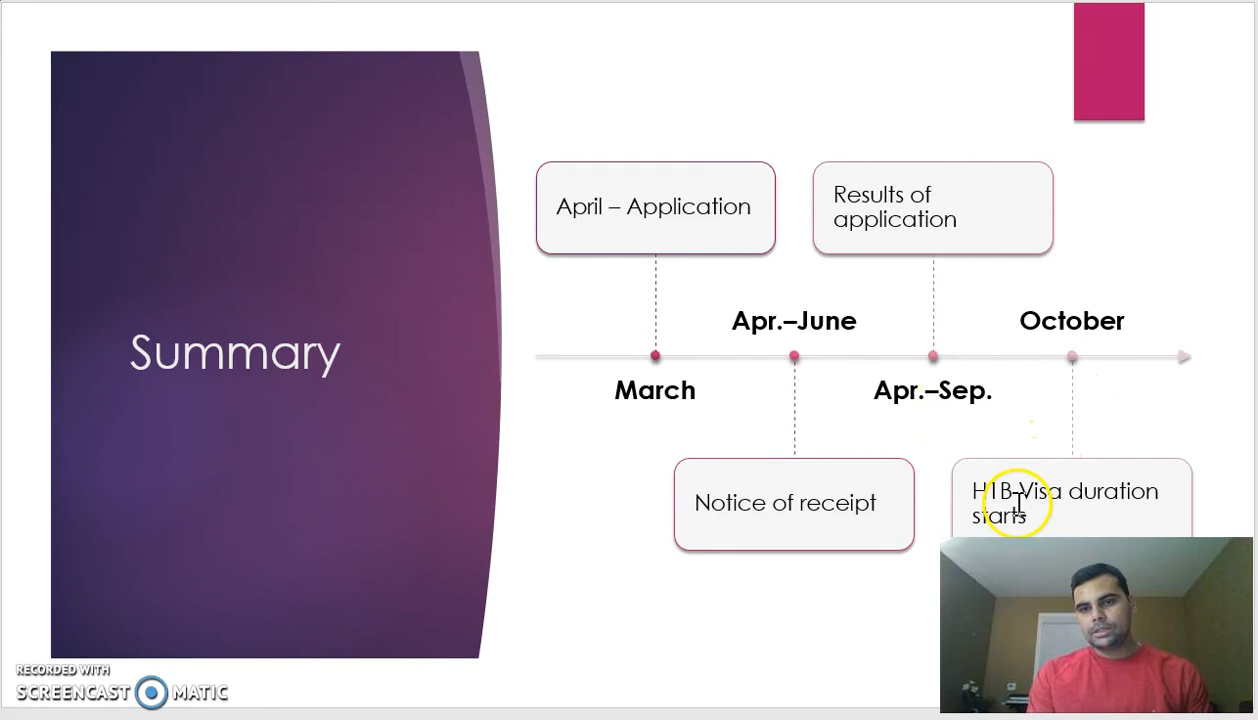 Summary
April – Application
Results of
application
Apr.–June
October
March
Apr.–Sep.
Notice of receipt
H1B-Visa duration
starts
RECORDED WITH
SCREENCAST MATIC